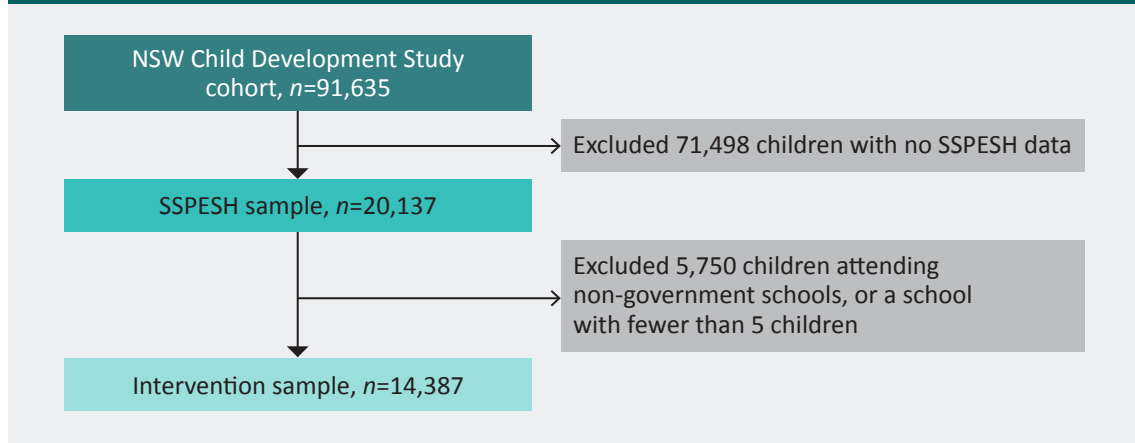 NSW Child Development Study
cohort, n=91,635
Excluded 71,498 children with no SSPESH data
SSPESH sample, n=20,137
Excluded 5,750 children attending
non-government schools, or a school
with fewer than 5 children
Intervention sample, n=14,387